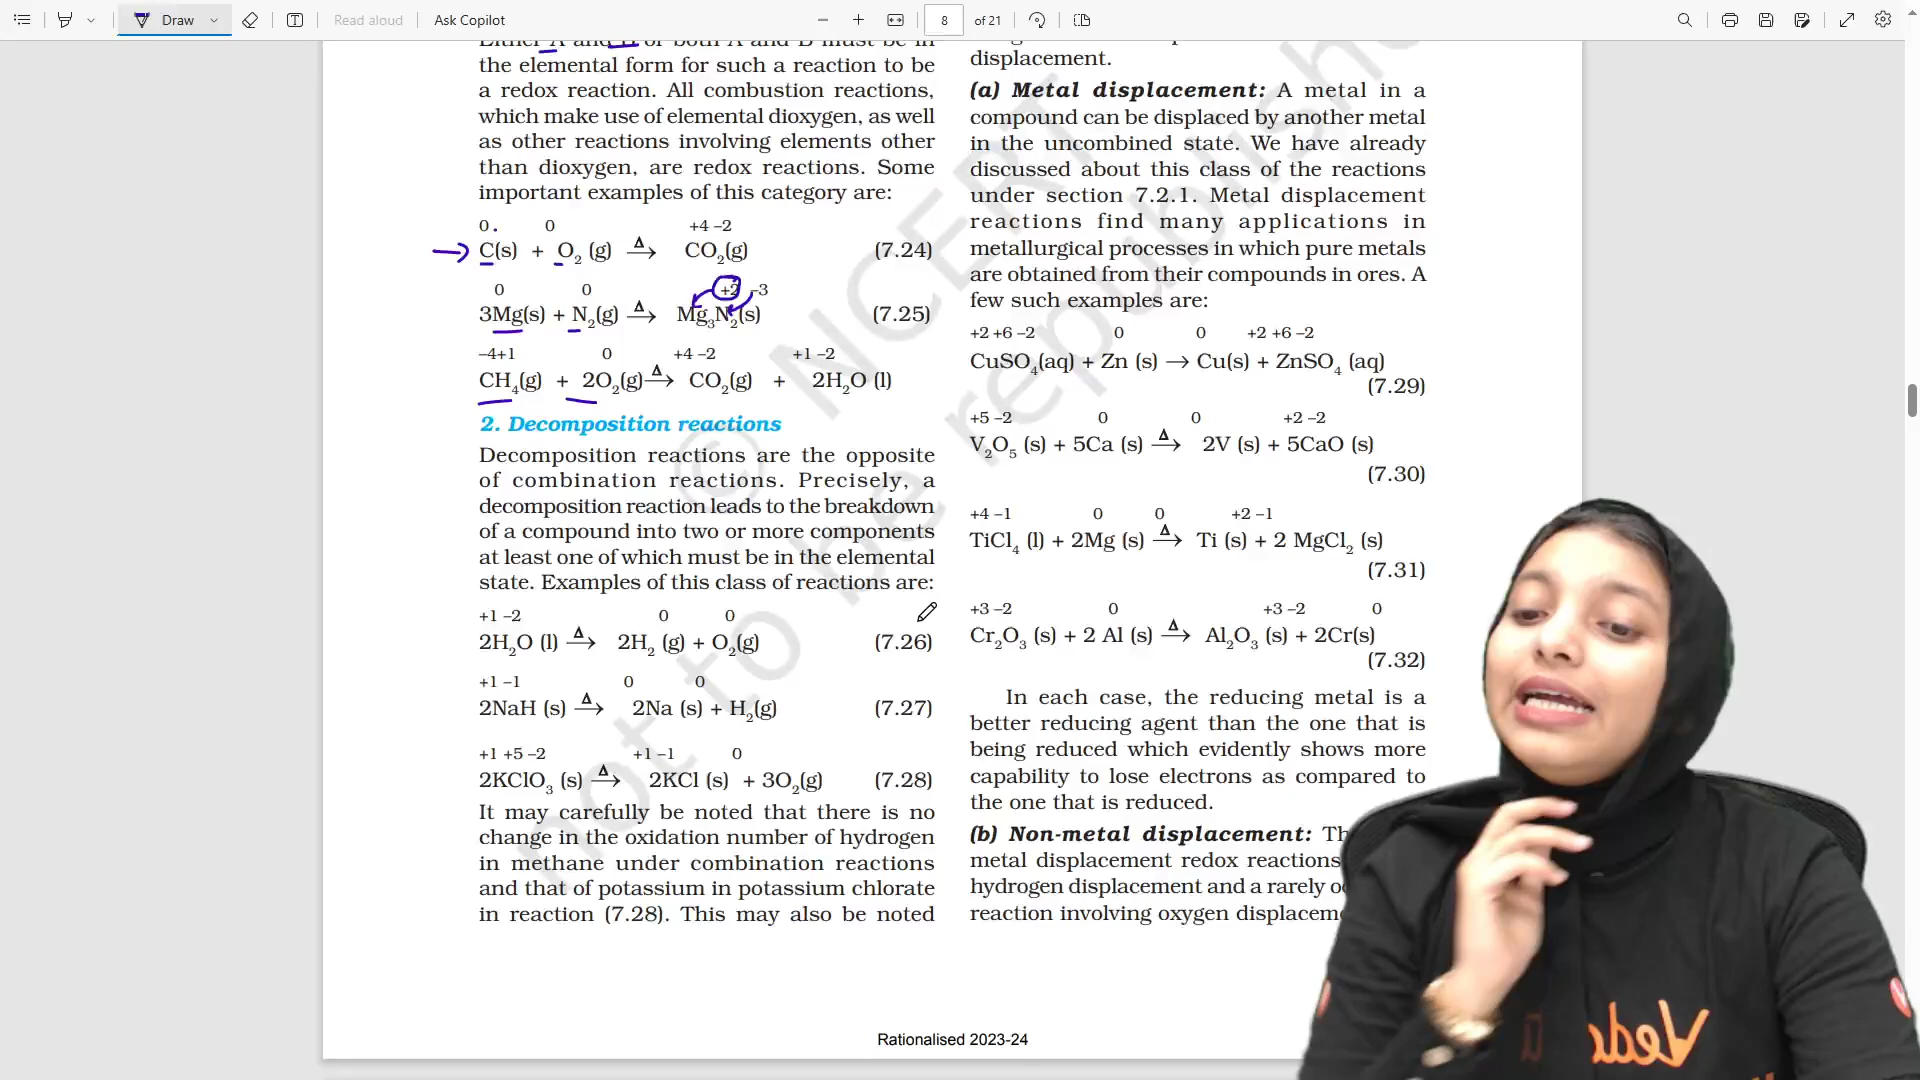 Draw
Read aloud
Ask Copilot
8
of 21
Either A and B or both A and B must be in
the elemental form for such a reaction to be
a redox reaction. All combustion reactions,
which make use of elemental dioxygen, as well
as other reactions involving elements other
than dioxygen, are redox reactions. Some
important examples of this category are:
0 0 +4 –2
C(s) + O2 (g) Δ→ CO2(g) (7.24)
0 0 +2 –3
3Mg(s) + N2(g) Δ→ Mg3N2(s) (7.25)
–4+1 0 +4 –2 +1 –2
CH4(g) + 2O2(g) Δ→ CO2(g) + 2H2O (l)
2. Decomposition reactions
Decomposition reactions are the opposite
of combination reactions. Precisely, a
decomposition reaction leads to the breakdown
of a compound into two or more components
at least one of which must be in the elemental
state. Examples of this class of reactions are:
+1 –2 0 0
2H2O (l) Δ→ 2H2 (g) + O2(g) (7.26)
+1 –1 0 0
2NaH (s) Δ→ 2Na (s) + H2(g) (7.27)
+1 +5 –2 +1 –1 0
2KClO3 (s) Δ→ 2KCl (s) + 3O2(g) (7.28)
It may carefully be noted that there is no
change in the oxidation number of hydrogen
in methane under combination reactions
and that of potassium in potassium chlorate
in reaction (7.28). This may also be noted
displacement.
(a) Metal displacement: A metal in a
compound can be displaced by another metal
in the uncombined state. We have already
discussed about this class of the reactions
under section 7.2.1. Metal displacement
reactions find many applications in
metallurgical processes in which pure metals
are obtained from their compounds in ores. A
few such examples are:
+2 +6 –2 0 0 +2 +6 –2
CuSO4(aq) + Zn (s) → Cu(s) + ZnSO4 (aq)
(7.29)
+5 –2 0 0 +2 –2
V2O5 (s) + 5Ca (s) Δ→ 2V (s) + 5CaO (s)
(7.30)
+4 –1 0 0 +2 –1
TiCl4 (l) + 2Mg (s) Δ→ Ti (s) + 2 MgCl2 (s)
(7.31)
+3 –2 0 +3 –2 0
Cr2O3 (s) + 2 Al (s) Δ→ Al2O3 (s) + 2Cr(s)
(7.32)
In each case, the reducing metal is a
better reducing agent than the one that is
being reduced which evidently shows more
capability to lose electrons as compared to
the one that is reduced.
(b) Non-metal displacement: Th
metal displacement redox reactions
hydrogen displacement and a rarely oc
reaction involving oxygen displaceme
© NCERT
not to be republished
Rationalised 2023-24